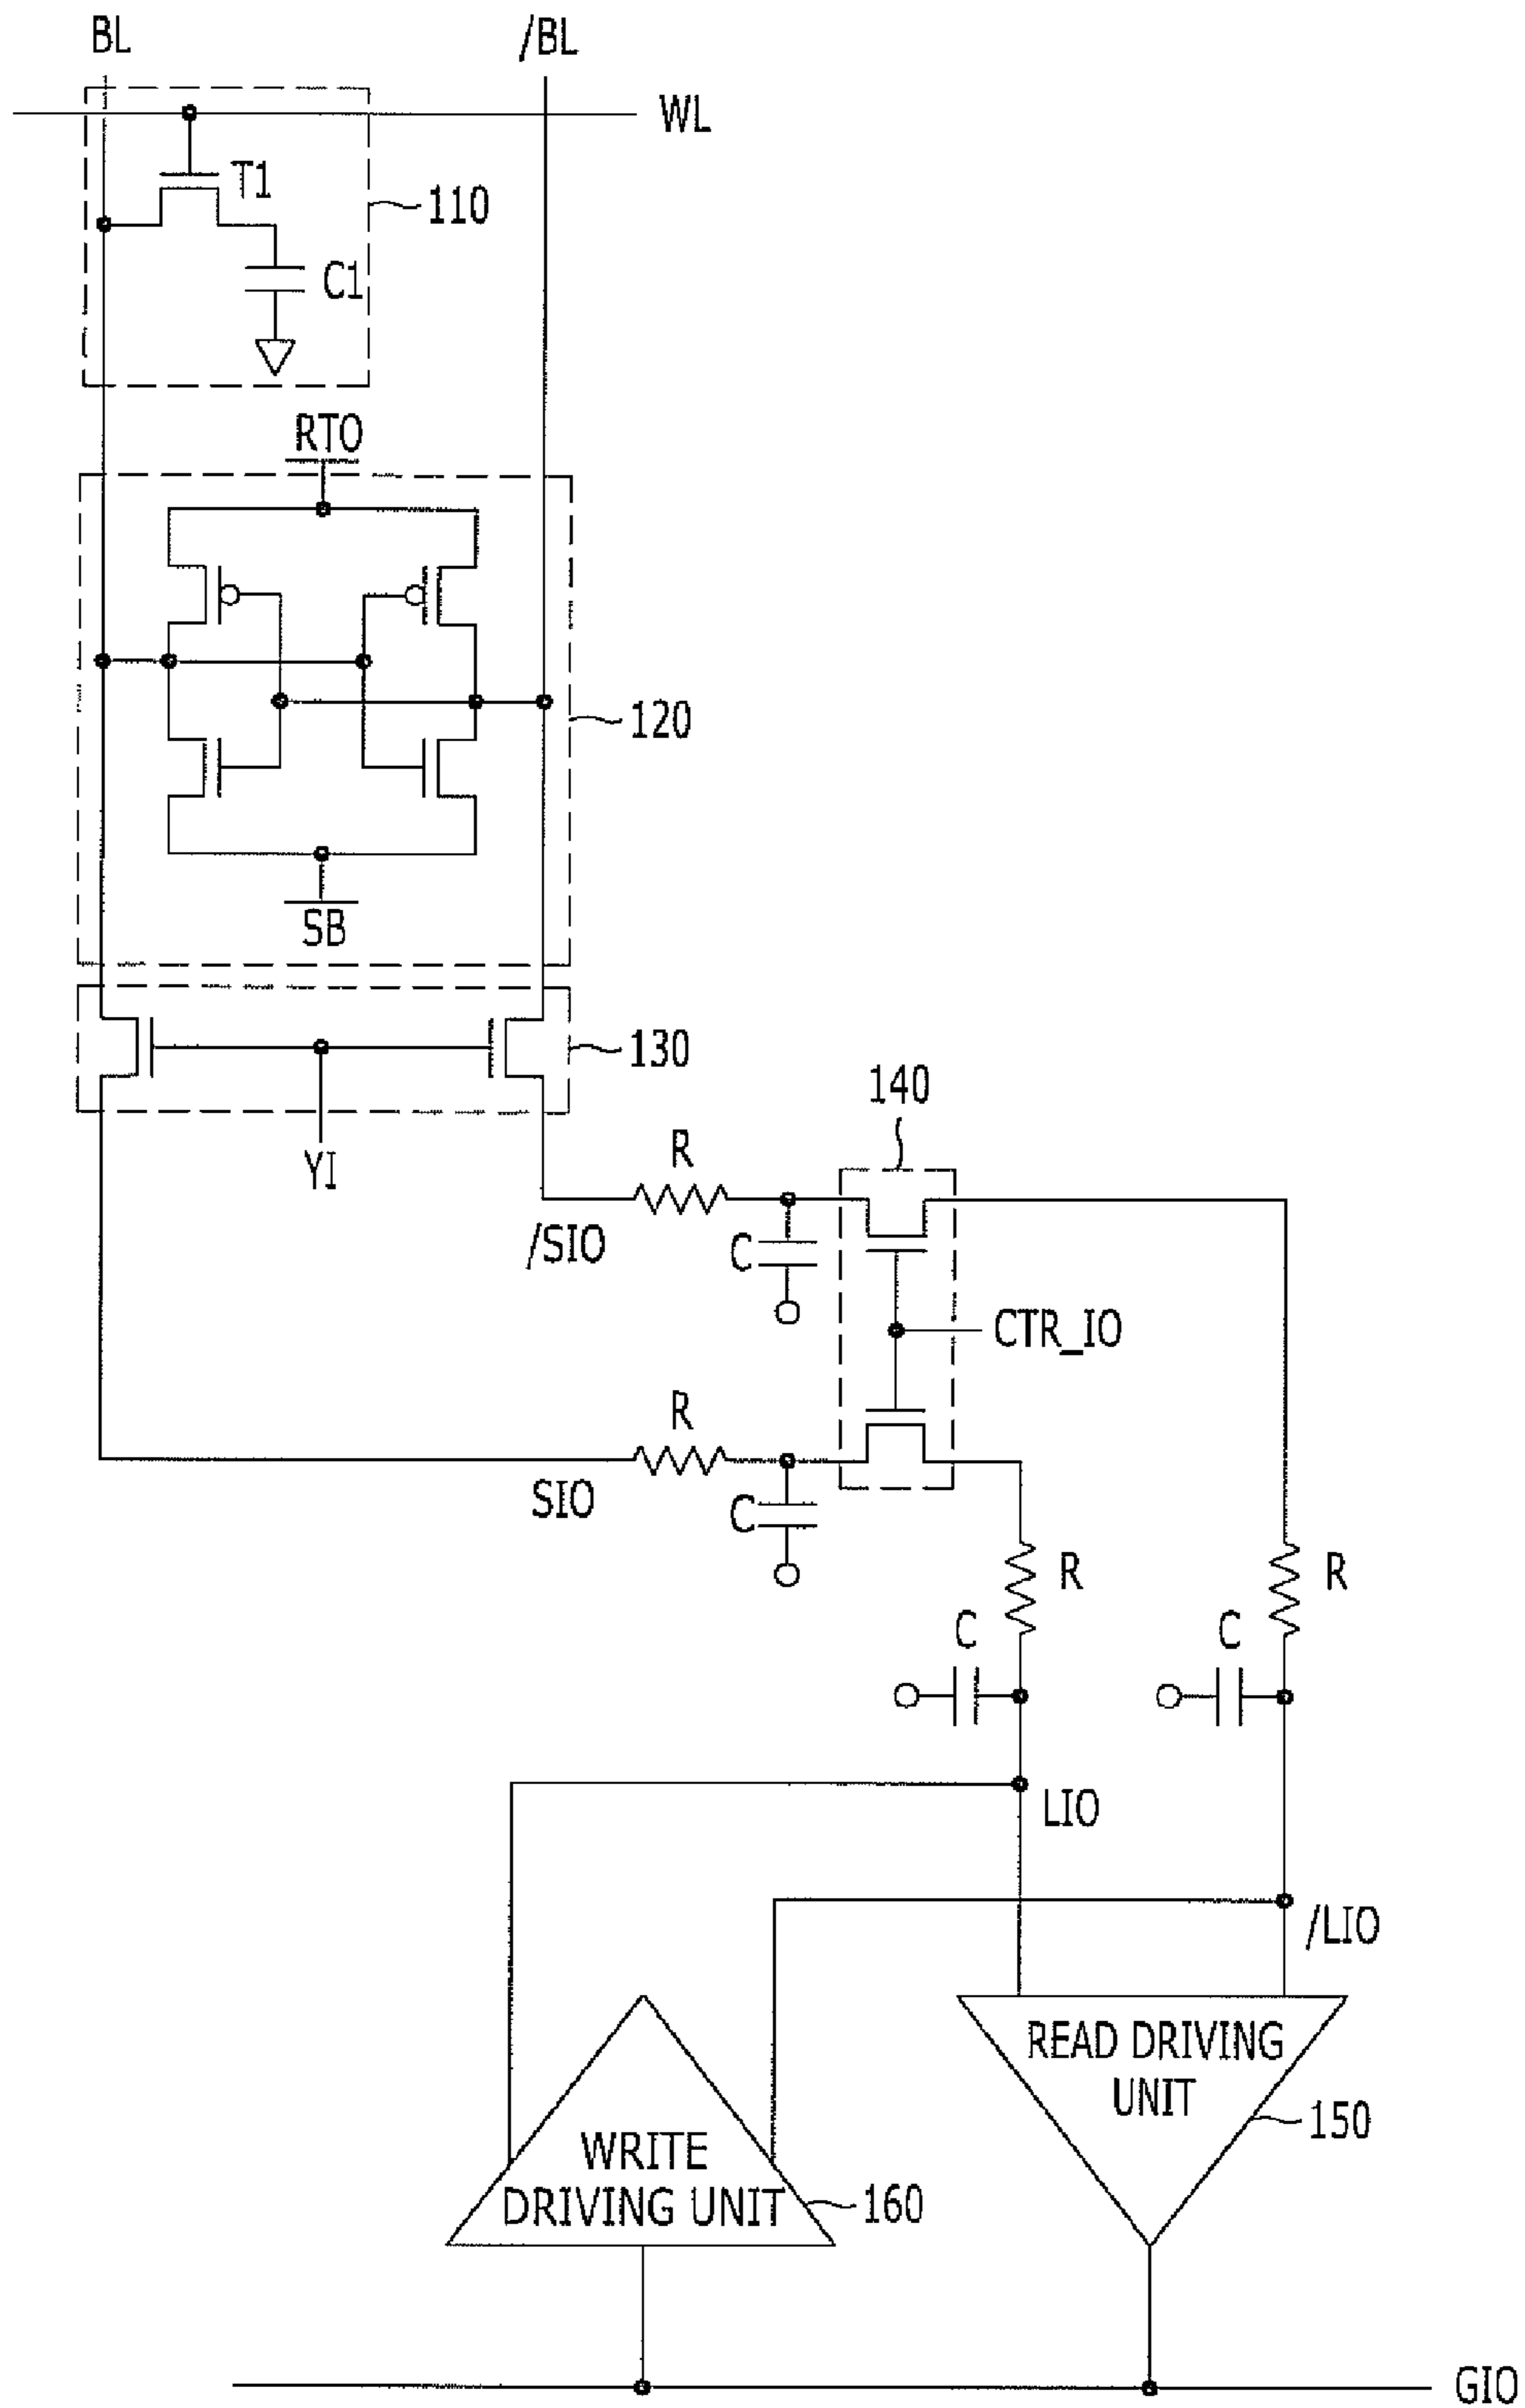 BL
/BL
WL
T1
110
C1
RTO
120
SB
130
140
YI
R
/SIO
C
CTR_IO
R
SIO
C
R
R
C
C
LIO
/LIO
READ DRIVING
UNIT
150
WRITE
DRIVING UNIT
160
GIO